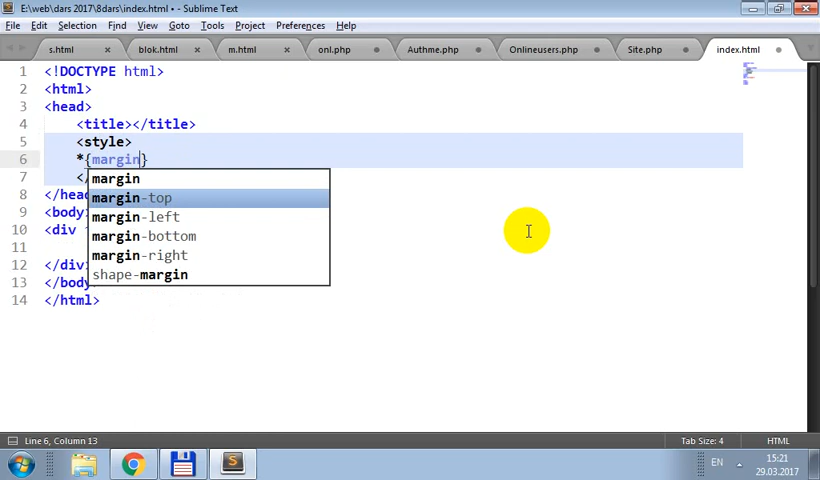 E:\web\dars 2017\8dars\index.html • - Sublime Text
File Edit Selection Find View Goto Tools Project Preferences Help
s.html blok.html m.html onl.php Authme.php Onlineusers.php Site.php index.html
1 <!DOCTYPE html>
2 <html>
3 <head>
4 <title></title>
5 <style>
6 *{margin}
7 </
margin
8 </head
margin-top
9 <body
margin-left
10 <div
margin-bottom
11
margin-right
12 </div
shape-margin
13 </body
14 </html>
Line 6, Column 13 Tab Size: 4 HTML
EN 15:21
29.03.2017